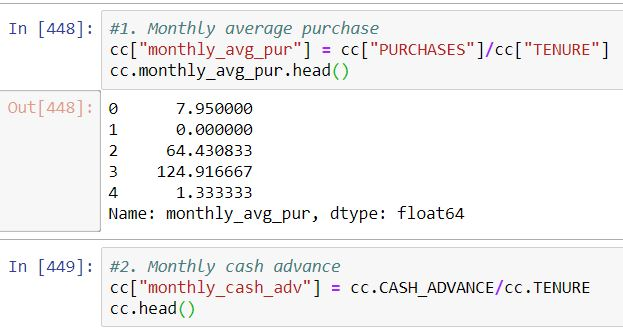 In [448]: #1. Monthly average purchase
cc["monthly_avg_pur"] = cc["PURCHASES"]/cc["TENURE"]
cc.monthly_avg_pur.head()
Out[448]: 0 7.950000
1 0.000000
2 64.430833
3 124.916667
4 1.333333
Name: monthly_avg_pur, dtype: float64
In [449]: #2. Monthly cash advance
cc["monthly_cash_adv"] = cc.CASH_ADVANCE/cc.TENURE
cc.head()